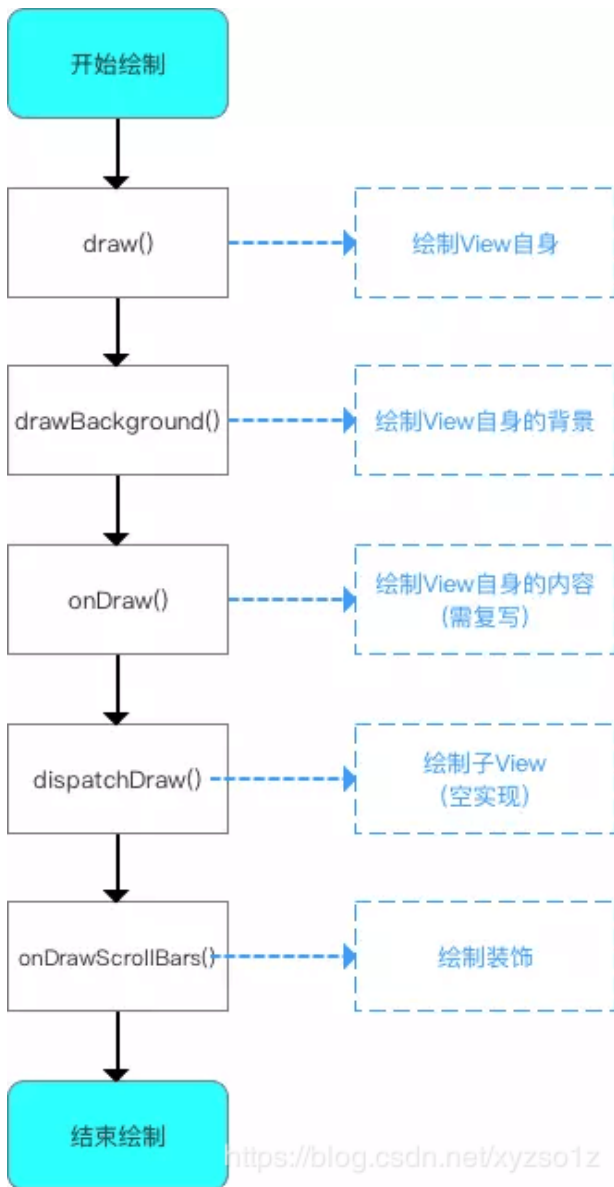 开始绘制
draw()
绘制View自身
drawBackground()
绘制View自身的背景
onDraw()
绘制View自身的内容
(需复写)
dispatchDraw()
绘制子View
(空实现)
onDrawScrollBars()
绘制装饰
结束绘制
https://blog.csdn.net/xyzso1z